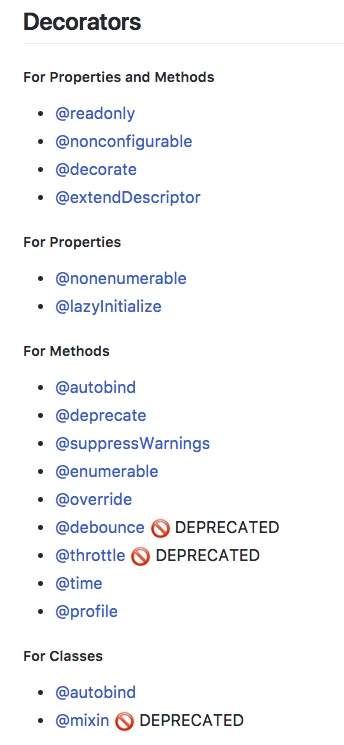 Decorators
For Properties and Methods
• @readonly
• @nonconfigurable
• @decorate
• @extendDescriptor
For Properties
• @nonenumerable
• @lazyInitialize
For Methods
• @autobind
• @deprecate
• @suppressWarnings
• @enumerable
• @override
• @debounce 🚫 DEPRECATED
• @throttle 🚫 DEPRECATED
• @time
• @profile
For Classes
• @autobind
• @mixin 🚫 DEPRECATED